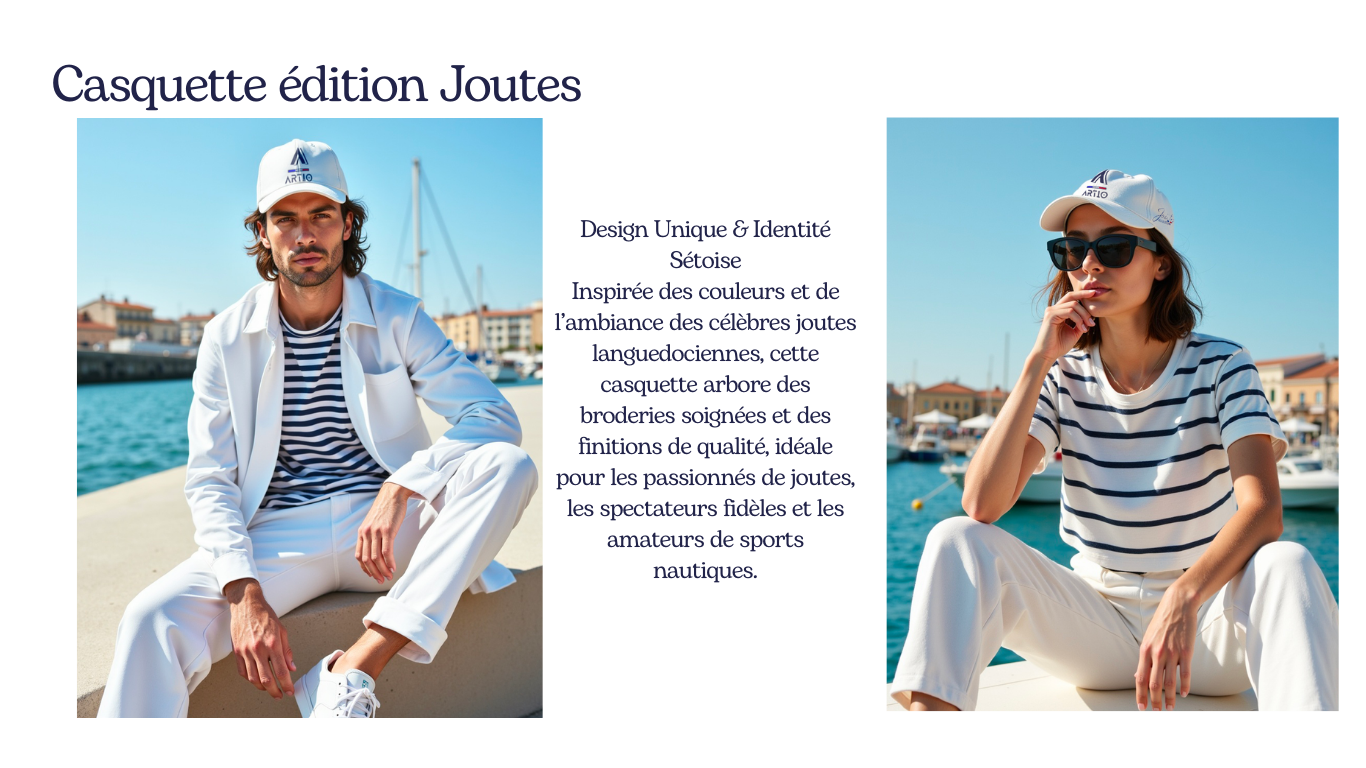 Casquette édition Joutes
ARTIO
Design Unique & Identité
Sétoise
Inspirée des couleurs et de
l’ambiance des célèbres joutes
languedociennes, cette
casquette arbore des
broderies soignées et des
finitions de qualité, idéale
pour les passionnés de joutes,
les spectateurs fidèles et les
amateurs de sports
nautiques.
ARTIO